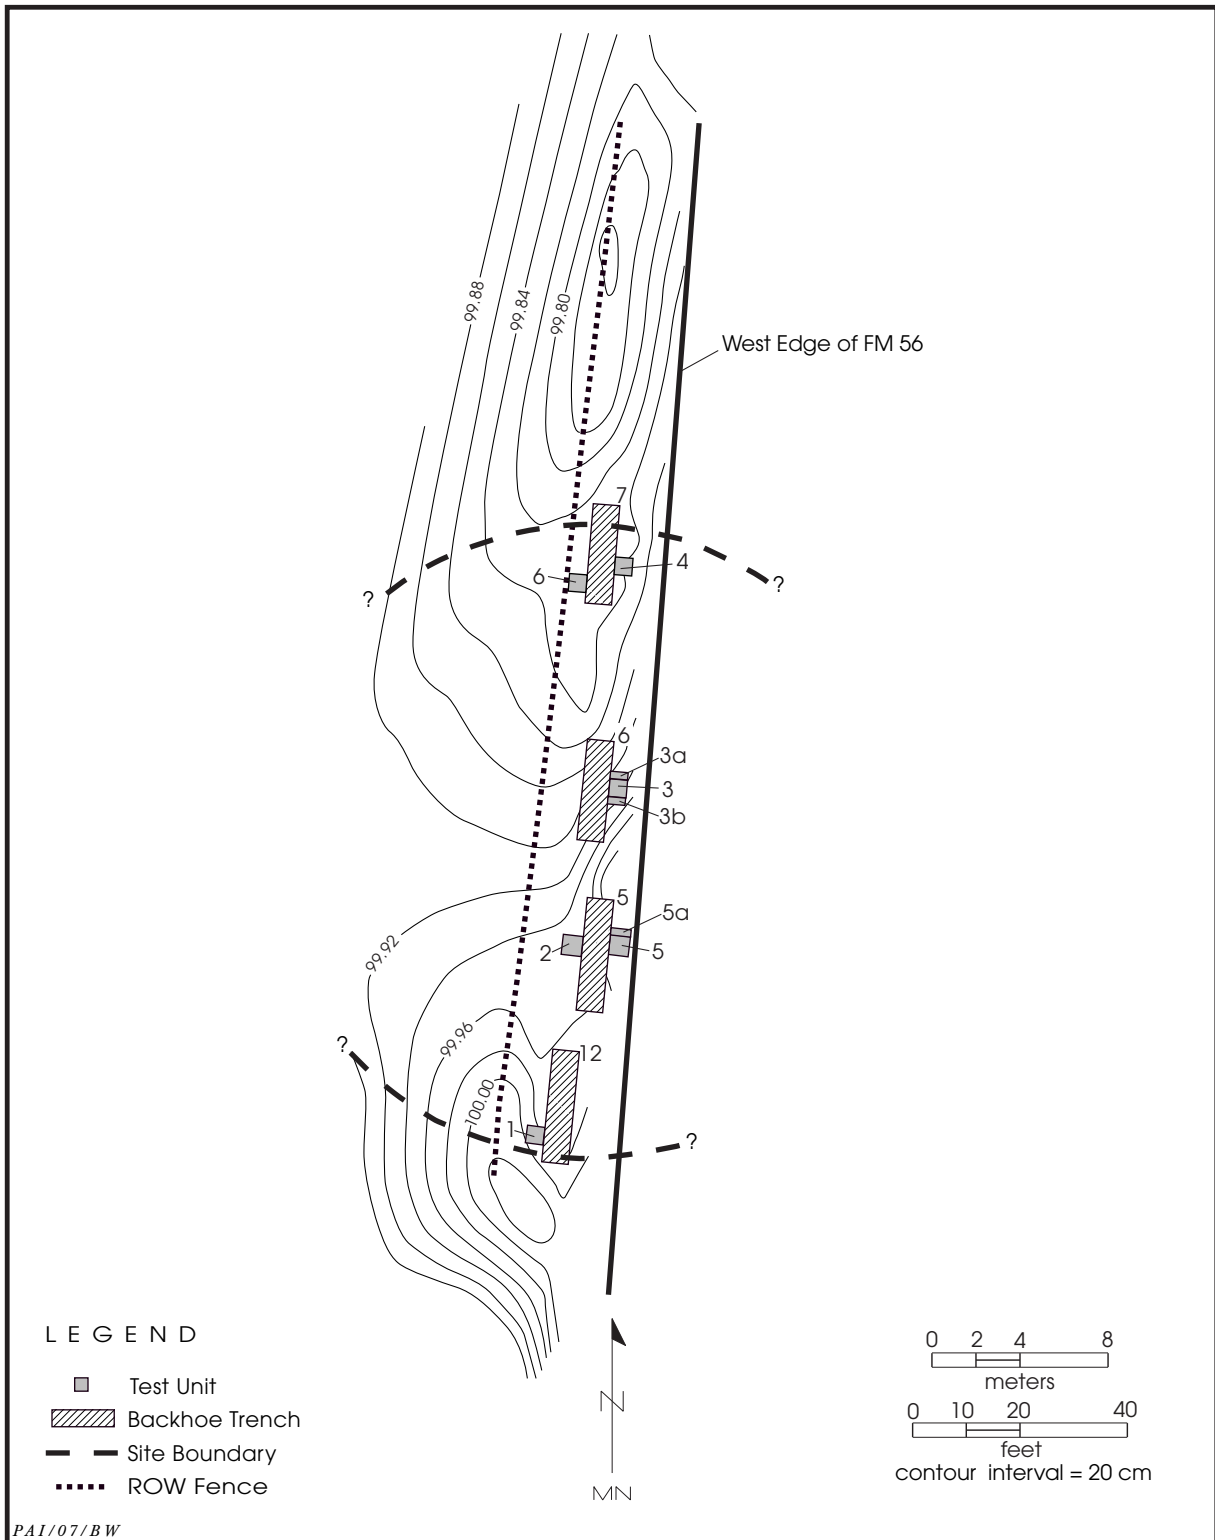 99.88
99.84
99.80
West Edge of FM 56
7
6
4
?
?
6
3a
3
3b
5
5a
2
5
99.92
99.96
?
12
100.00
1
?
LEGEND
Test Unit
Backhoe Trench
Site Boundary
ROW Fence
N
MN
0 2 4 8
meters
0 10 20 40
feet
contour interval = 20 cm
PAI/07/BW